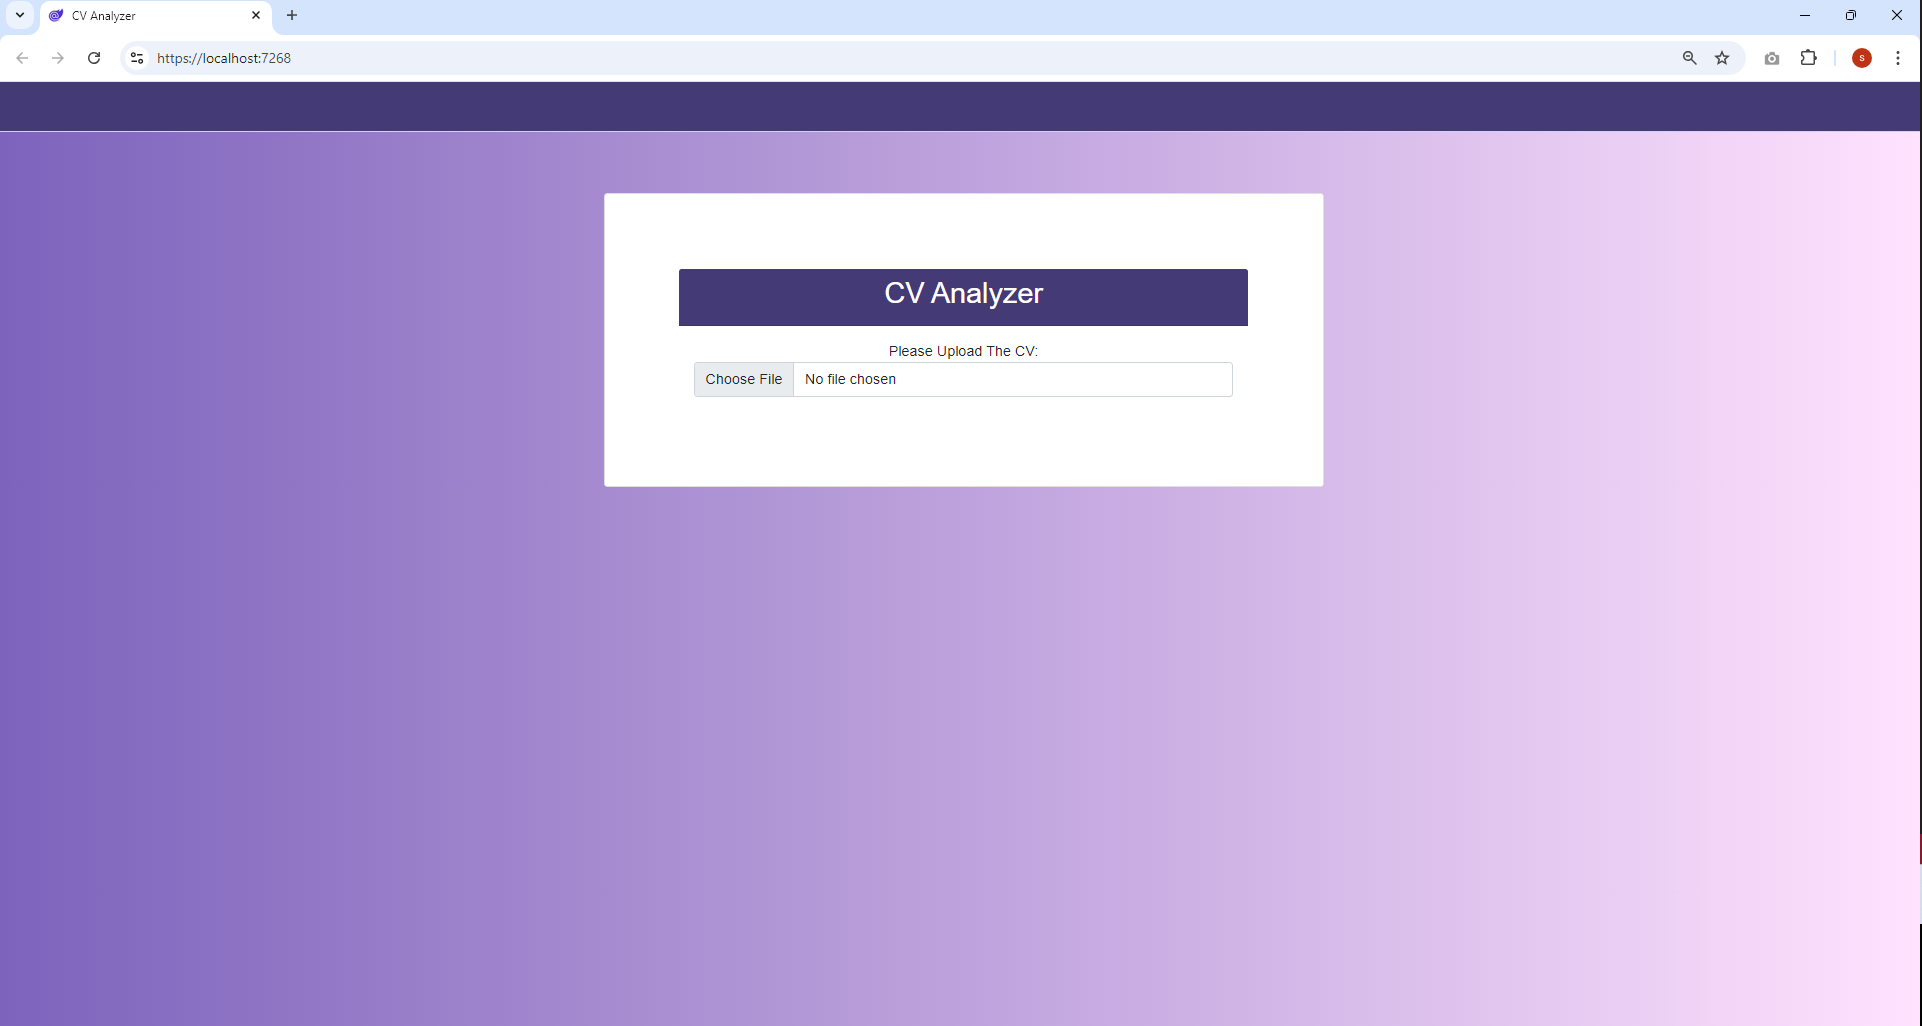 CV Analyzer
https://localhost:7268
S
CV Analyzer
Please Upload The CV:
Choose File No file chosen